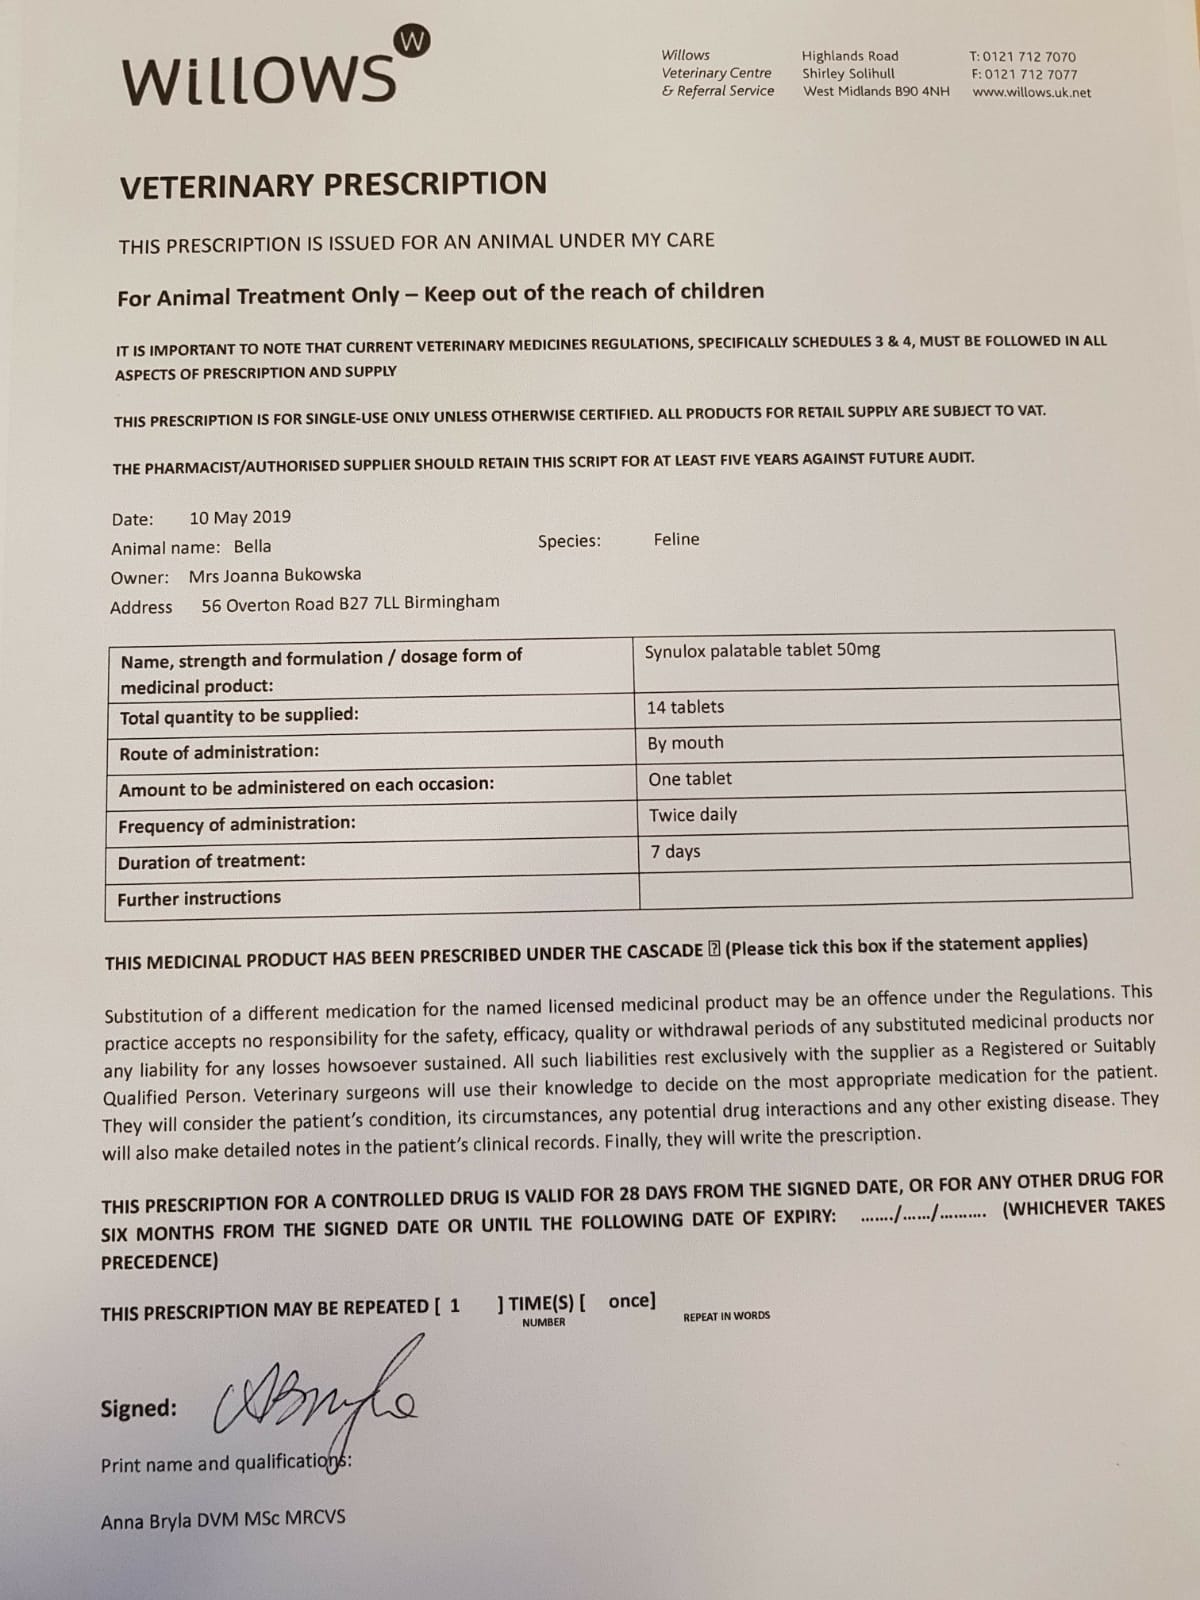 WillOWS W
Willows
Veterinary Centre
& Referral Service
Highlands Road
Shirley Solihull
West Midlands B90 4NH
T: 0121 712 7070
F: 0121 712 7077
www.willows.uk.net
VETERINARY PRESCRIPTION
THIS PRESCRIPTION IS ISSUED FOR AN ANIMAL UNDER MY CARE
For Animal Treatment Only – Keep out of the reach of children
IT IS IMPORTANT TO NOTE THAT CURRENT VETERINARY MEDICINES REGULATIONS, SPECIFICALLY SCHEDULES 3 & 4, MUST BE FOLLOWED IN ALL
ASPECTS OF PRESCRIPTION AND SUPPLY
THIS PRESCRIPTION IS FOR SINGLE-USE ONLY UNLESS OTHERWISE CERTIFIED. ALL PRODUCTS FOR RETAIL SUPPLY ARE SUBJECT TO VAT.
THE PHARMACIST/AUTHORISED SUPPLIER SHOULD RETAIN THIS SCRIPT FOR AT LEAST FIVE YEARS AGAINST FUTURE AUDIT.
Date: 10 May 2019
Animal name: Bella Species: Feline
Owner: Mrs Joanna Bukowska
Address 56 Overton Road B27 7LL Birmingham
Name, strength and formulation / dosage form of
medicinal product:
Synulox palatable tablet 50mg
Total quantity to be supplied: 14 tablets
Route of administration: By mouth
Amount to be administered on each occasion: One tablet
Frequency of administration: Twice daily
Duration of treatment: 7 days
Further instructions
THIS MEDICINAL PRODUCT HAS BEEN PRESCRIBED UNDER THE CASCADE ⍰ (Please tick this box if the statement applies)
Substitution of a different medication for the named licensed medicinal product may be an offence under the Regulations. This
practice accepts no responsibility for the safety, efficacy, quality or withdrawal periods of any substituted medicinal products nor
any liability for any losses howsoever sustained. All such liabilities rest exclusively with the supplier as a Registered or Suitably
Qualified Person. Veterinary surgeons will use their knowledge to decide on the most appropriate medication for the patient.
They will consider the patient's condition, its circumstances, any potential drug interactions and any other existing disease. They
will also make detailed notes in the patient's clinical records. Finally, they will write the prescription.
THIS PRESCRIPTION FOR A CONTROLLED DRUG IS VALID FOR 28 DAYS FROM THE SIGNED DATE, OR FOR ANY OTHER DRUG FOR
SIX MONTHS FROM THE SIGNED DATE OR UNTIL THE FOLLOWING DATE OF EXPIRY: ......./....../.......... (WHICHEVER TAKES
PRECEDENCE)
THIS PRESCRIPTION MAY BE REPEATED [ 1 ] TIME(S) [ once]
NUMBER REPEAT IN WORDS
Signed: ABryla
Print name and qualifications:
Anna Bryla DVM MSc MRCVS